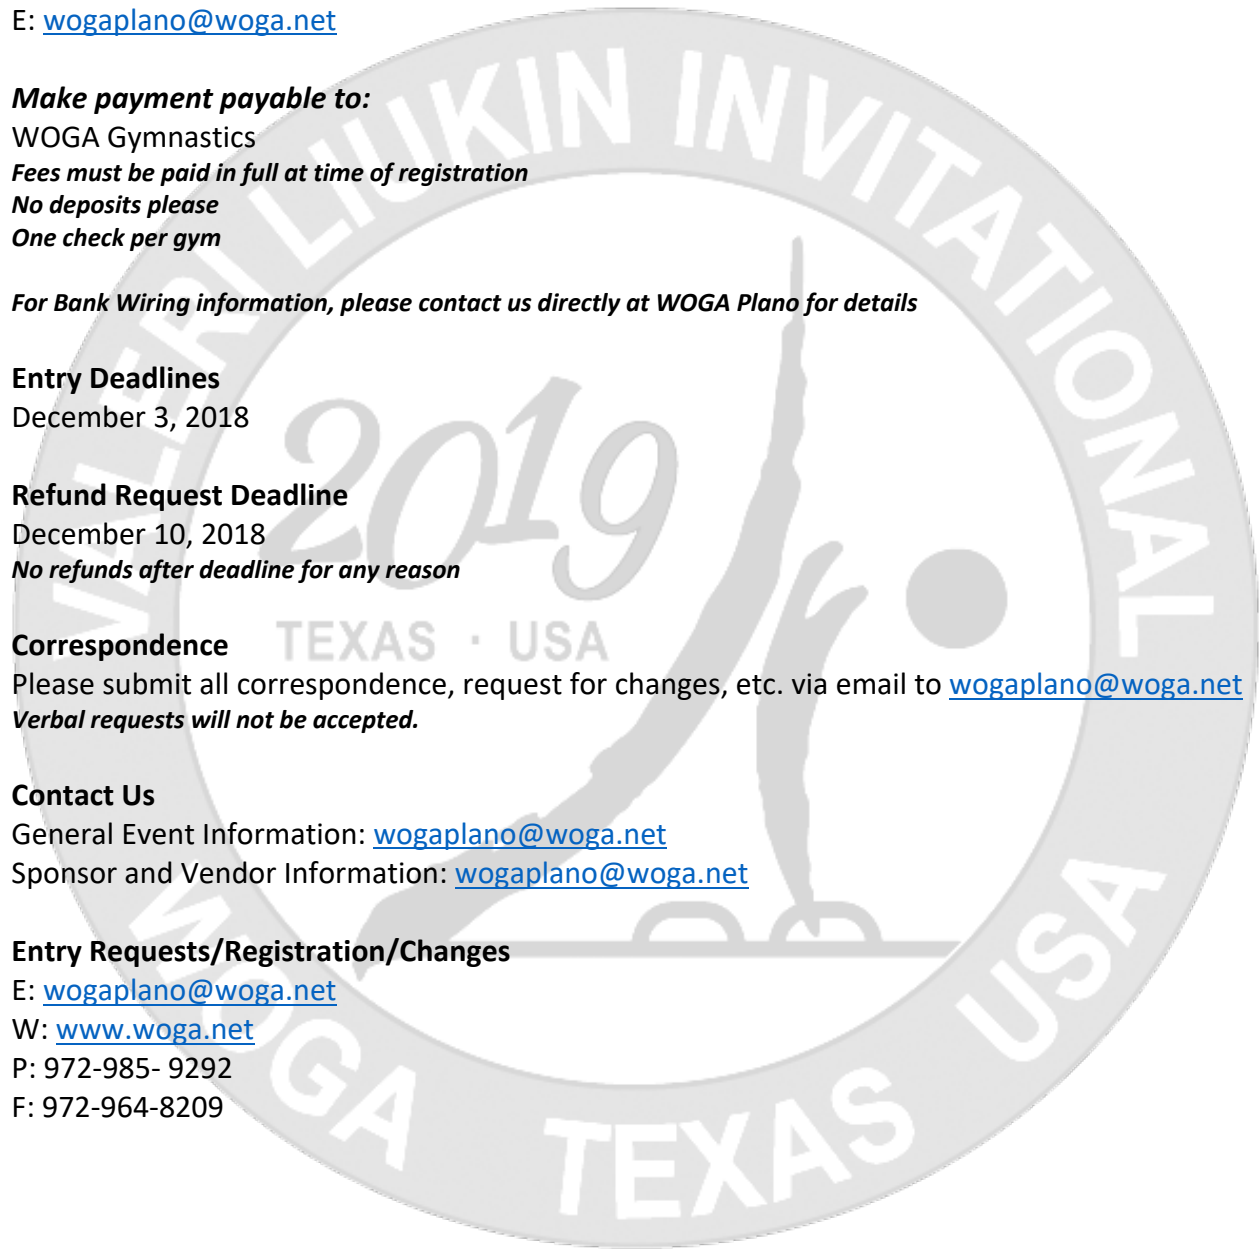 E: wogaplano@woga.net
Make payment payable to:
WOGA Gymnastics
Fees must be paid in full at time of registration
No deposits please
One check per gym
For Bank Wiring information, please contact us directly at WOGA Plano for details
Entry Deadlines
December 3, 2018
Refund Request Deadline
December 10, 2018
No refunds after deadline for any reason
Correspondence
Please submit all correspondence, request for changes, etc. via email to wogaplano@woga.net
Verbal requests will not be accepted.
Contact Us
General Event Information: wogaplano@woga.net
Sponsor and Vendor Information: wogaplano@woga.net
Entry Requests/Registration/Changes
E: wogaplano@woga.net
W: www.woga.net
P: 972-985- 9292
F: 972-964-8209
VALERI LIUKIN INVITATIONAL
2019
TEXAS · USA
WOGA TEXAS USA